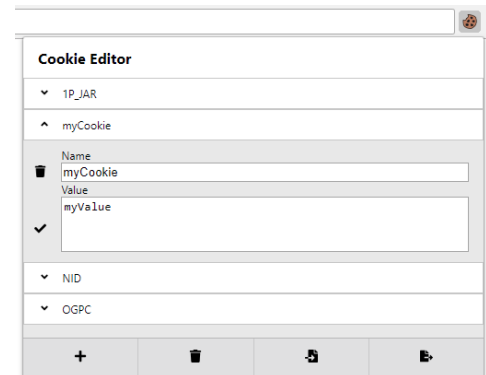 Cookie Editor
1P_JAR
myCookie
Name
myCookie
Value
myValue
NID
OGPC